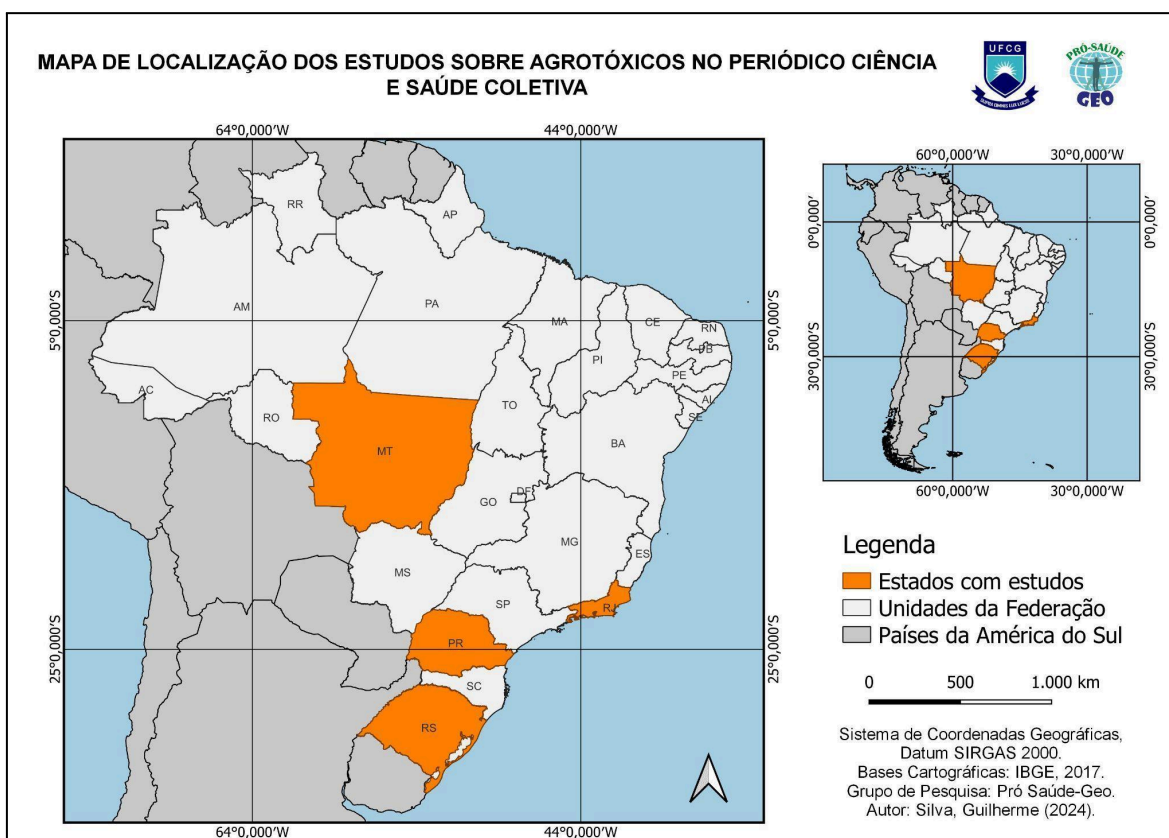 MAPA DE LOCALIZAÇÃO DOS ESTUDOS SOBRE AGROTÓXICOS NO PERIÓDICO CIÊNCIA
E SAÚDE COLETIVA
UFCG
SUPRA OMNES LUX LUCES
PRÓ-SAÚDE
GEO
64°0,000'W
44°0,000'W
5°0,000'S
5°0,000'S
25°0,000'S
25°0,000'S
64°0,000'W
44°0,000'W
RR
AP
AM
PA
MA
CE
RN
PB
PI
PE
AC
AL
TO
SE
RO
BA
MT
DF
GO
MG
ES
MS
SP
RJ
PR
SC
RS
60°0,000'W
30°0,000'W
0°0,000'
0°0,000'
30°0,000'S
30°0,000'S
60°0,000'W
30°0,000'W
Legenda
Estados com estudos
Unidades da Federação
Países da América do Sul
0 500 1.000 km
Sistema de Coordenadas Geográficas,
Datum SIRGAS 2000.
Bases Cartográficas: IBGE, 2017.
Grupo de Pesquisa: Pró Saúde-Geo.
Autor: Silva, Guilherme (2024).